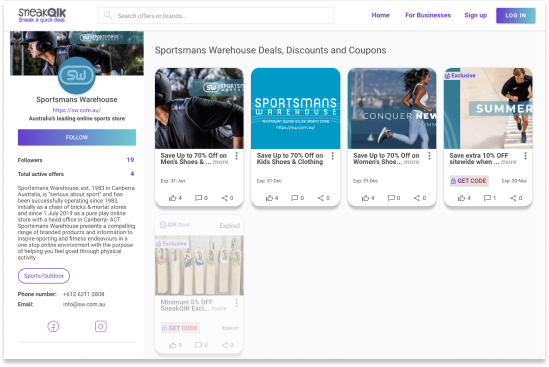 sneakQIK
Sneak a quick deal.
Search offers or brands...
Home
For Businesses
Sign up
LOG IN
SPORTSMANS
WAREHOUSE
SW
Sportsmans Warehouse
https://sw.com.au/
Australia's leading online sports store
FOLLOW
Followers 19
Total active offers 4
Sportsmans Warehouse, est. 1983 in Canberra
Australia, is "serious about sport" and has
been successfully operating since 1983,
initially as a chain of bricks & mortar stores
and since 1 July 2019 as a pure play online
store with a head office in Canberra- ACT.
Sportsmans Warehouse presents a compelling
range of branded products and information to
inspire sporting and fitness endeavours in a
one stop online environment with the purpose
of helping you feel good through physical
activity.
Sports/Outdoor
Phone number: +612 6211 3808
Email: info@sw.com.au
Sportsmans Warehouse Deals, Discounts and Coupons
SW SPORTSMANS
WAREHOUSE
Save Up to 70% Off on
Men's Shoes & ... more
Exp: 31-Jan
4 0 0
SPORTSMANS
WAREHOUSE
https://sw.com.au
Save Up to 70% Off on
Kids Shoes & Clothing
Exp: 31-Dec
4 0 0
CONQUER NEW
SUMM
Save Up to 70% Off on
Women's Shoe... more
Exp: 31-Dec
4 0 0
Exclusive
SUMMER
Save extra 10% OFF
sitewide when ... more
GET CODE
Exp: 30-Nov
4 1 0
QIK Deal
Expired
Exclusive
Minimum 5% OFF
SneakQIK Excl... more
GET CODE
Expired
9 0 0